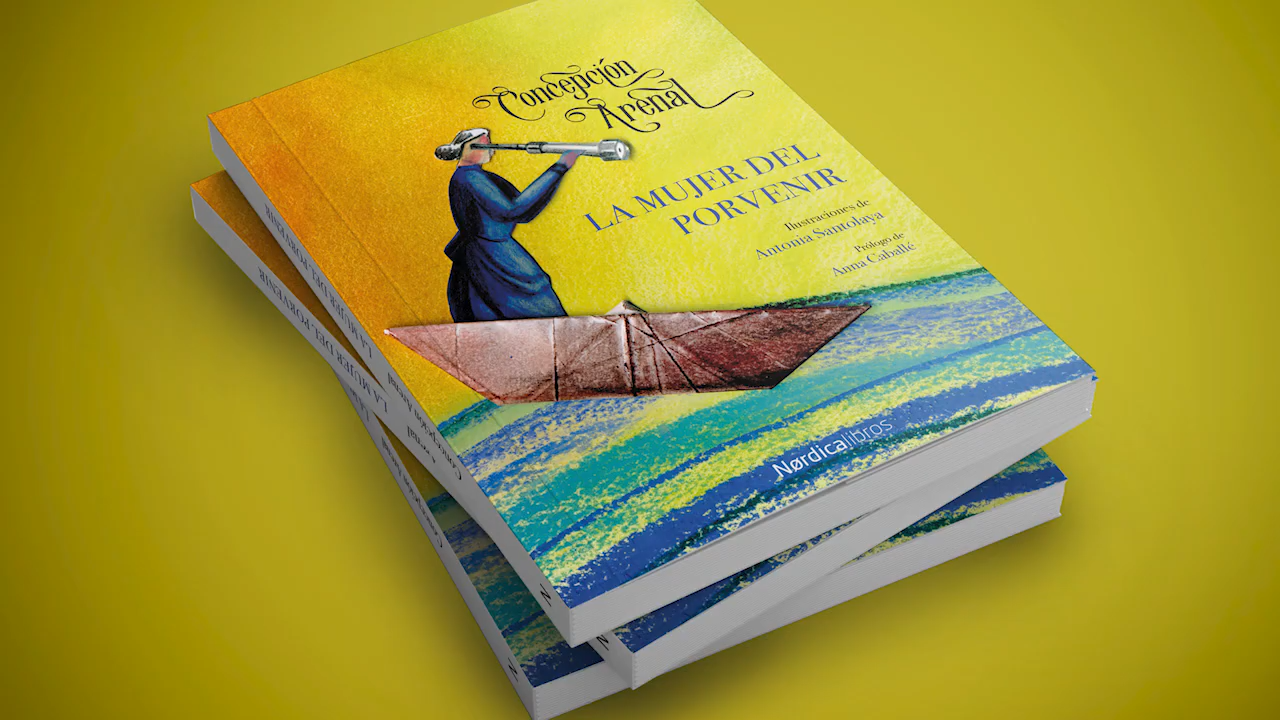 Concepción
Arenal
LA MUJER DEL
PORVENIR
Ilustraciones de
Antonia Santolaya
Prólogo de
Anna Caballé
Nørdicalibros
LA MUJER DEL PORVENIR
Concepción Arenal
N
LA MUJER DEL PORVENIR
N
N